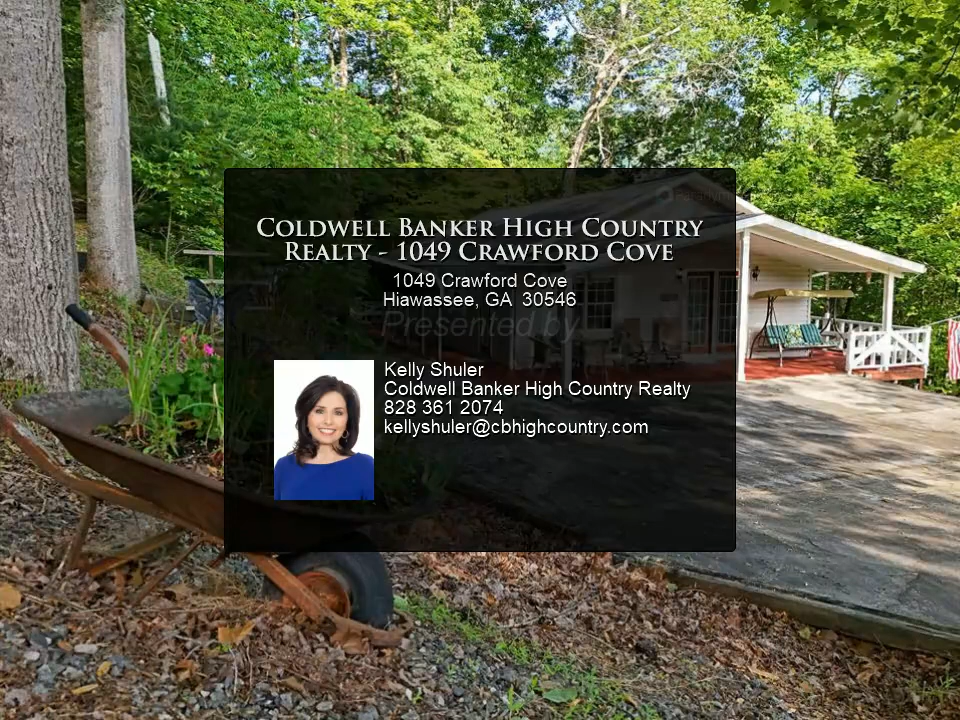 Coldwell Banker High Country
Realty - 1049 Crawford Cove
1049 Crawford Cove
Hiawassee, GA 30546
Presented by
Kelly Shuler
Coldwell Banker High Country Realty
828 361 2074
kellyshuler@cbhighcountry.com